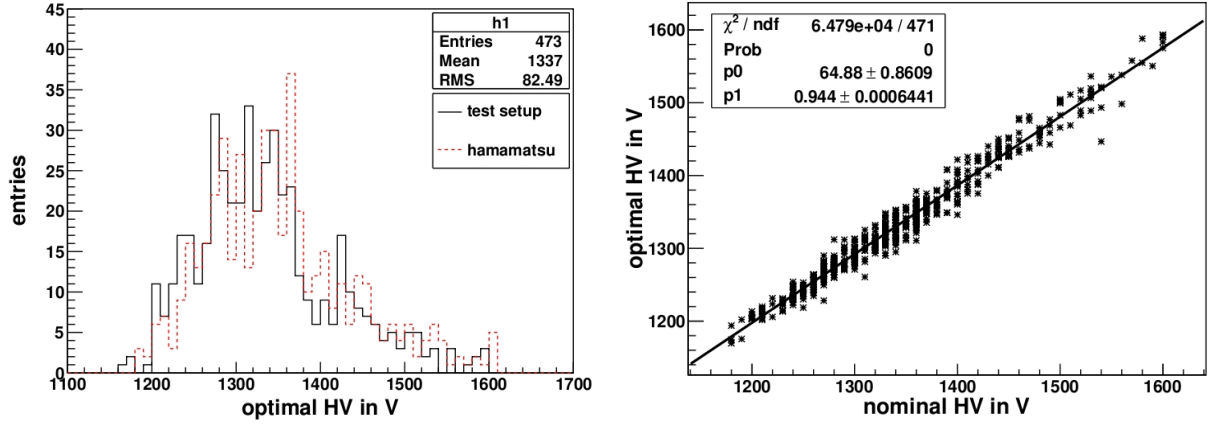 h1
Entries 473
Mean 1337
RMS 82.49
test setup
hamamatsu
45
40
35
30
25
20
15
10
5
0
entries
1100 1200 1300 1400 1500 1600 1700
optimal HV in V
χ² / ndf 6.479e+04 / 471
Prob 0
p0 64.88 ± 0.8609
p1 0.944 ± 0.0006441
1600
1500
1400
1300
1200
optimal HV in V
1200 1300 1400 1500 1600
nominal HV in V